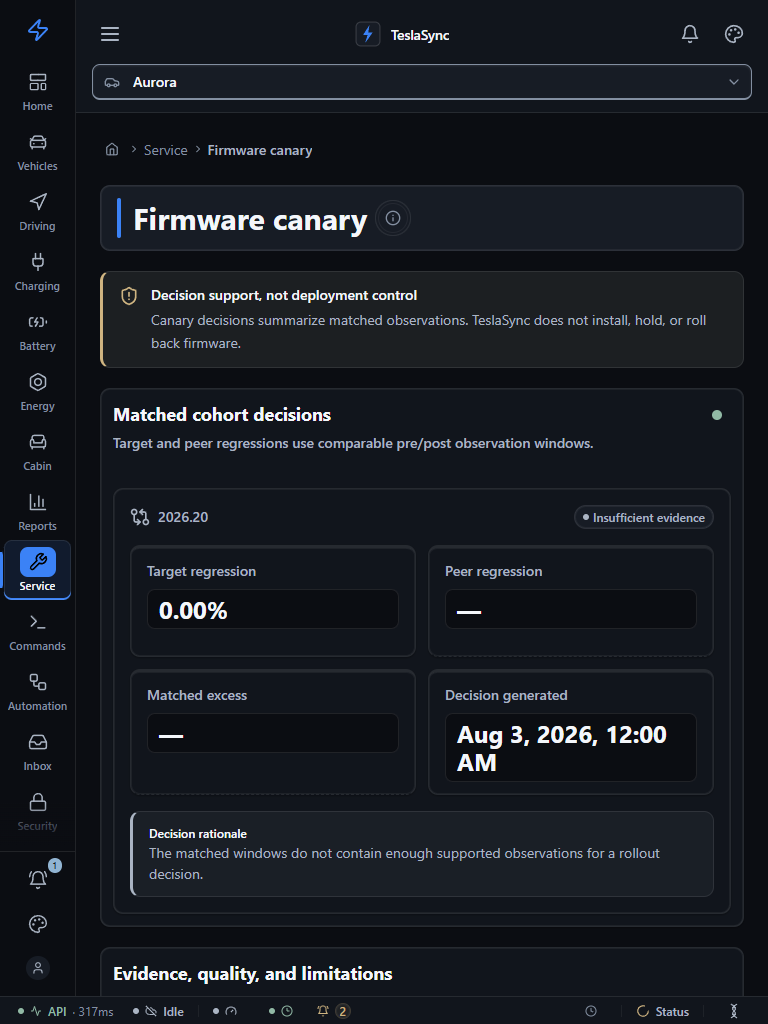 TeslaSync
Aurora
Home
Vehicles
Driving
Charging
Battery
Energy
Cabin
Reports
Service
Commands
Automation
Inbox
Security
1
Service
Firmware canary
Firmware canary
Decision support, not deployment control
Canary decisions summarize matched observations. TeslaSync does not install, hold, or roll
back firmware.
Matched cohort decisions
Target and peer regressions use comparable pre/post observation windows.
2026.20
Insufficient evidence
Target regression
0.00%
Peer regression
—
Matched excess
—
Decision generated
Aug 3, 2026, 12:00
AM
Decision rationale
The matched windows do not contain enough supported observations for a rollout
decision.
Evidence, quality, and limitations
API · 317ms
Idle
2
Status